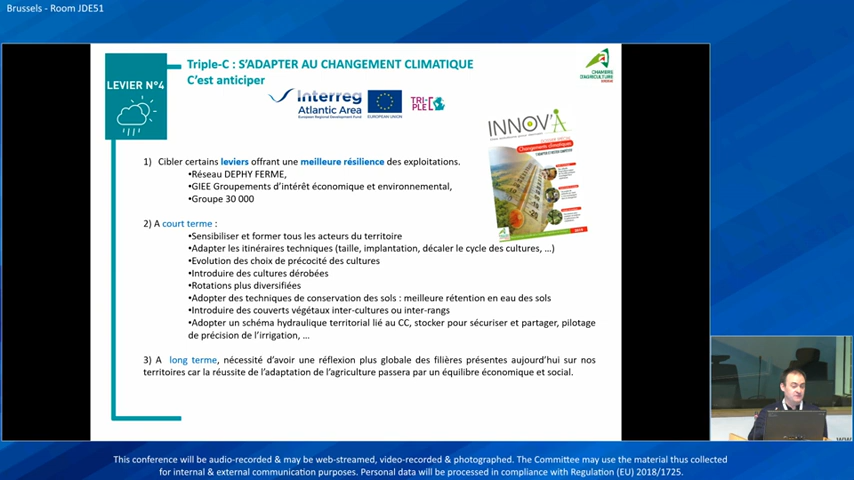 Brussels - Room JDE51
LEVIER N°4
Triple-C : S'ADAPTER AU CHANGEMENT CLIMATIQUE
C'est anticiper
CHAMBRE
D'AGRICULTURE
Interreg
Atlantic Area
European Regional Development Fund
EUROPEAN UNION
TRI-
PLE C
INNOV'A
Changements climatiques
1) Cibler certains leviers offrant une meilleure résilience des exploitations.
•Réseau DEPHY FERME,
•GIEE Groupements d'intérêt économique et environnemental,
•Groupe 30 000
2) A court terme :
•Sensibiliser et former tous les acteurs du territoire
•Adapter les itinéraires techniques (taille, implantation, décaler le cycle des cultures, …)
•Evolution des choix de précocité des cultures
•Introduire des cultures dérobées
•Rotations plus diversifiées
•Adopter des techniques de conservation des sols : meilleure rétention en eau des sols
•Introduire des couverts végétaux inter-cultures ou inter-rangs
•Adopter un schéma hydraulique territorial lié au CC, stocker pour sécuriser et partager, pilotage
de précision de l'irrigation, …
3) A long terme, nécessité d'avoir une réflexion plus globale des filières présentes aujourd'hui sur nos
territoires car la réussite de l'adaptation de l'agriculture passera par un équilibre économique et social.
This conference will be audio-recorded & may be web-streamed, video-recorded & photographed. The Committee may use the material thus collected
for internal & external communication purposes. Personal data will be processed in compliance with Regulation (EU) 2018/1725.